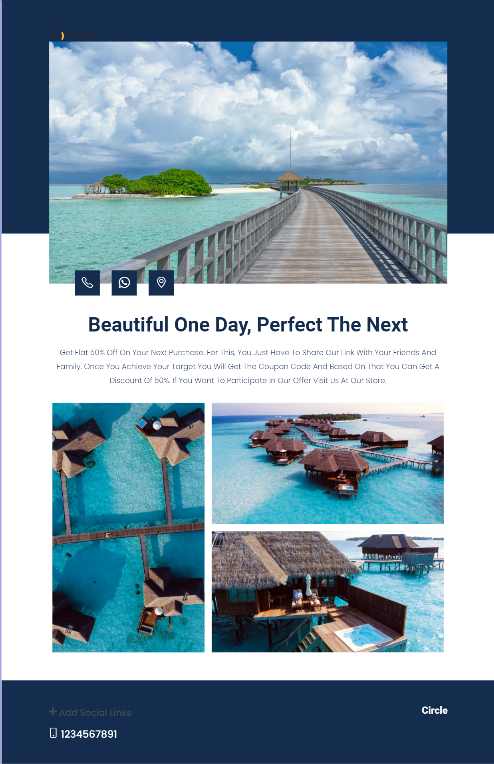 Beautiful One Day, Perfect The Next
Get Flat 50% Off On Your Next Purchase. For This, You Just Have To Share Our Link With Your Friends And
Family. Once You Achieve Your Target You Will Get The Coupon Code And Based On That You Can Get A
Discount Of 50%. If You Want To Participate In Our Offer Visit Us At Our Store.
Add Social Links
Circle
1234567891